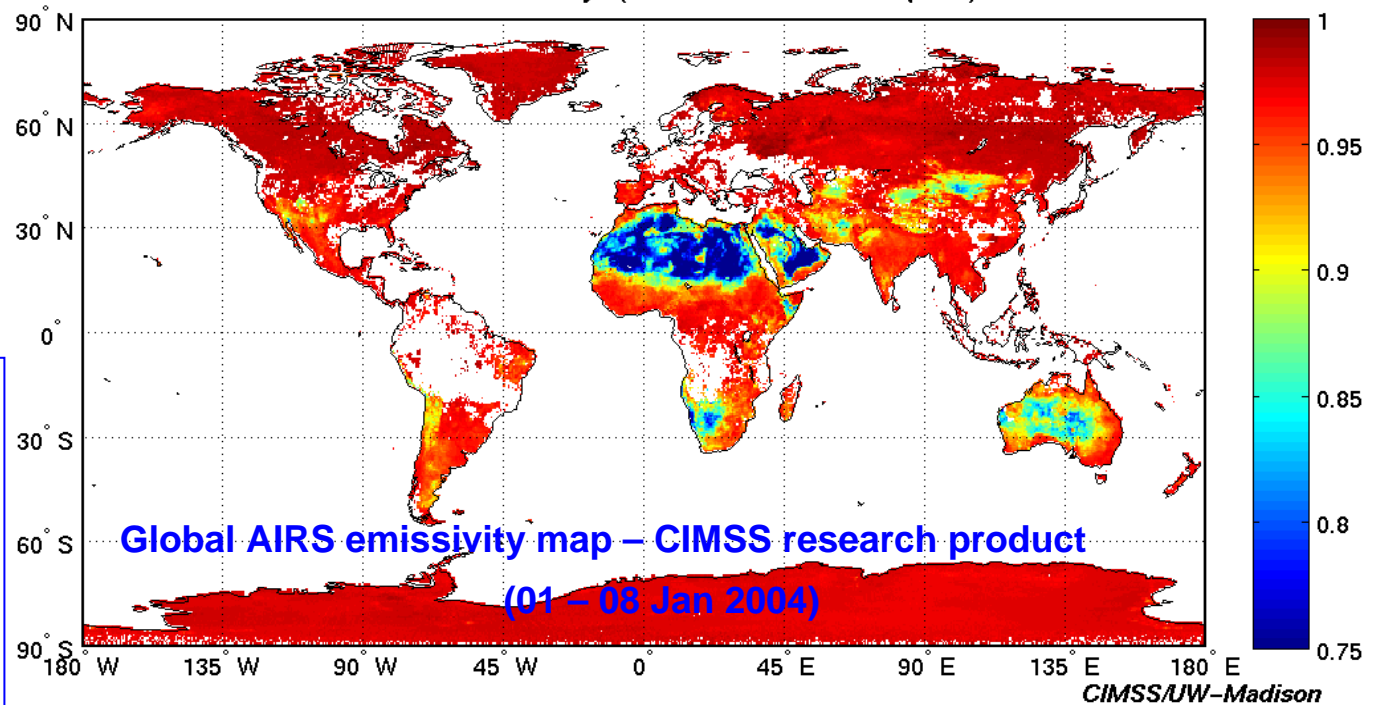 90° N
60° N
30° N
0°
30° S
60° S
90° S
180° W 135° W 90° W 45° W 0° 45° E 90° E 135° E 180° E
Global AIRS emissivity map – CIMSS research product
(01 – 08 Jan 2004)
1
0.95
0.9
0.85
0.8
0.75
CIMSS/UW–Madison